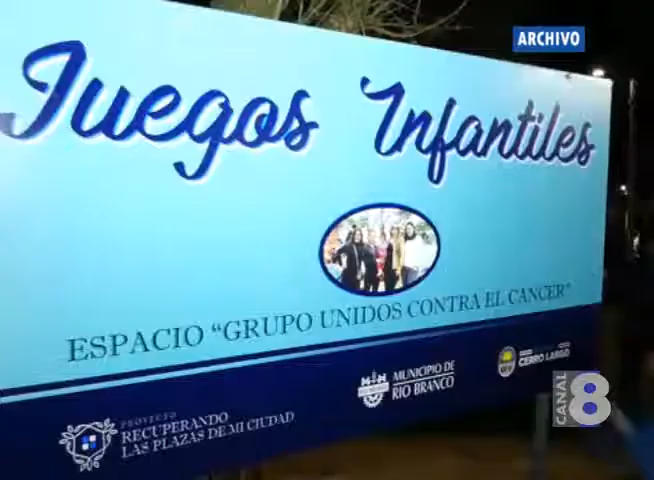 ARCHIVO
Juegos Infantiles
ESPACIO "GRUPO UNIDOS CONTRA EL CANCER"
PROYECTO
RECUPERANDO
LAS PLAZAS DE MI CIUDAD
MUNICIPIO DE
RIO BRANCO
CERRO LARGO
CANAL 8